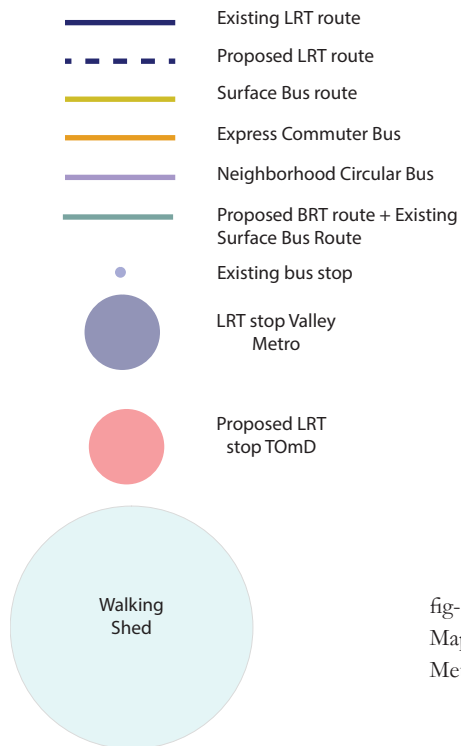 Existing LRT route
Proposed LRT route
Surface Bus route
Express Commuter Bus
Neighborhood Circular Bus
Proposed BRT route + Existing
Surface Bus Route
Existing bus stop
LRT stop Valley
Metro
Proposed LRT
stop TOmD
Walking
Shed
fig-